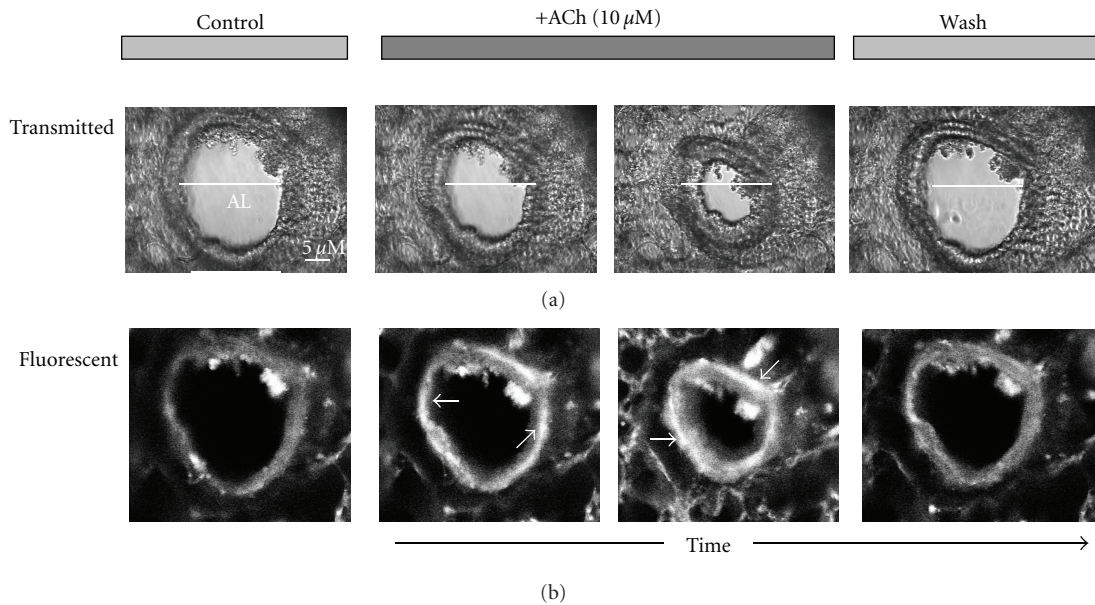 Control
+ACh (10 μM)
Wash
Transmitted
AL
5 μM
(a)
Fluorescent
Time
(b)